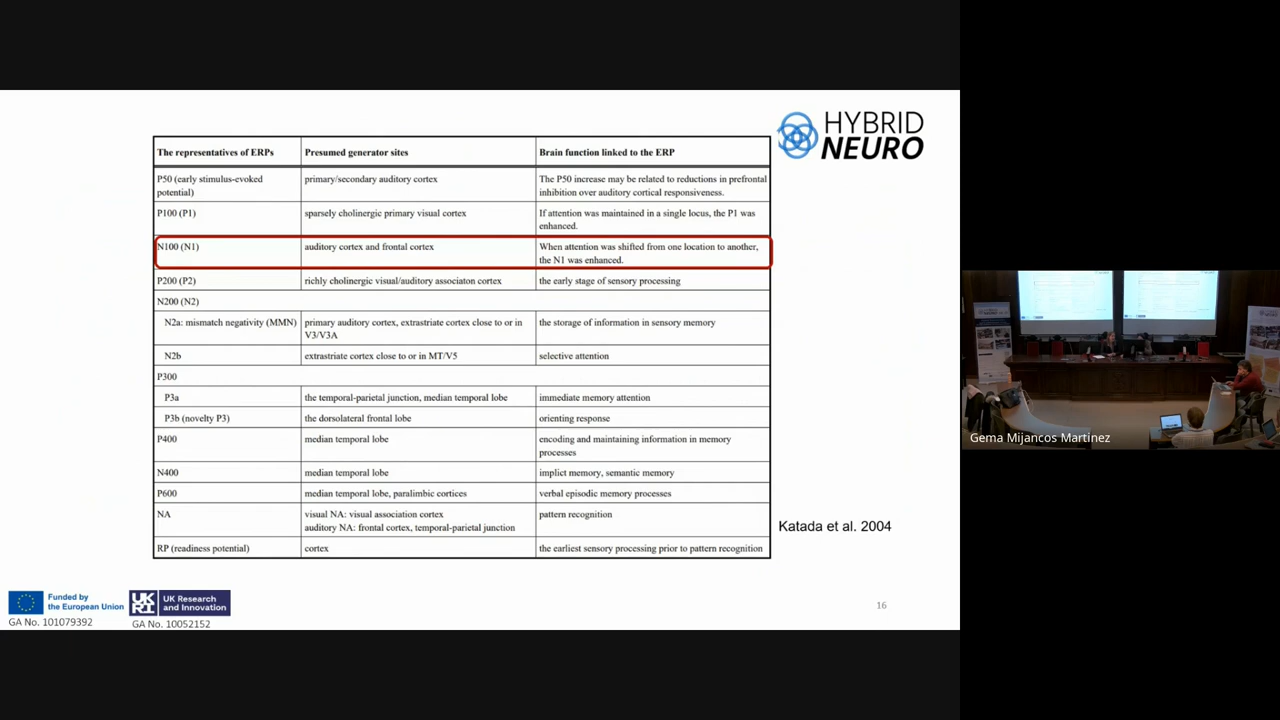 HYBRID
NEURO
The representatives of ERPs Presumed generator sites Brain function linked to the ERP
P50 (early stimulus-evoked primary/secondary auditory cortex The P50 increase may be related to reductions in prefrontal
potential) inhibition over auditory cortical responsiveness.
P100 (P1) sparsely cholinergic primary visual cortex If attention was maintained in a single locus, the P1 was
enhanced.
N100 (N1) auditory cortex and frontal cortex When attention was shifted from one location to another,
the N1 was enhanced.
P200 (P2) richly cholinergic visual/auditory associaton cortex the early stage of sensory processing
N200 (N2)
N2a: mismatch negativity (MMN) primary auditory cortex, extrastriate cortex close to or in the storage of information in sensory memory
V3/V3A
N2b extrastriate cortex close to or in MT/V5 selective attention
P300
P3a the temporal-parietal junction, median temporal lobe immediate memory attention
P3b (novelty P3) the dorsolateral frontal lobe orienting response
P400 median temporal lobe encoding and maintaining information in memory
processes
N400 median temporal lobe implict memory, semantic memory
P600 median temporal lobe, paralimbic cortices verbal episodic memory processes
NA visual NA: visual association cortex pattern recognition
auditory NA: frontal cortex, temporal-parietal junction
RP (readiness potential) cortex the earliest sensory processing prior to pattern recognition
Katada et al. 2004
Funded by
the European Union
GA No. 101079392
UKRI
UK Research
and Innovation
GA No. 10052152
16
Gema Mijancos Martinez